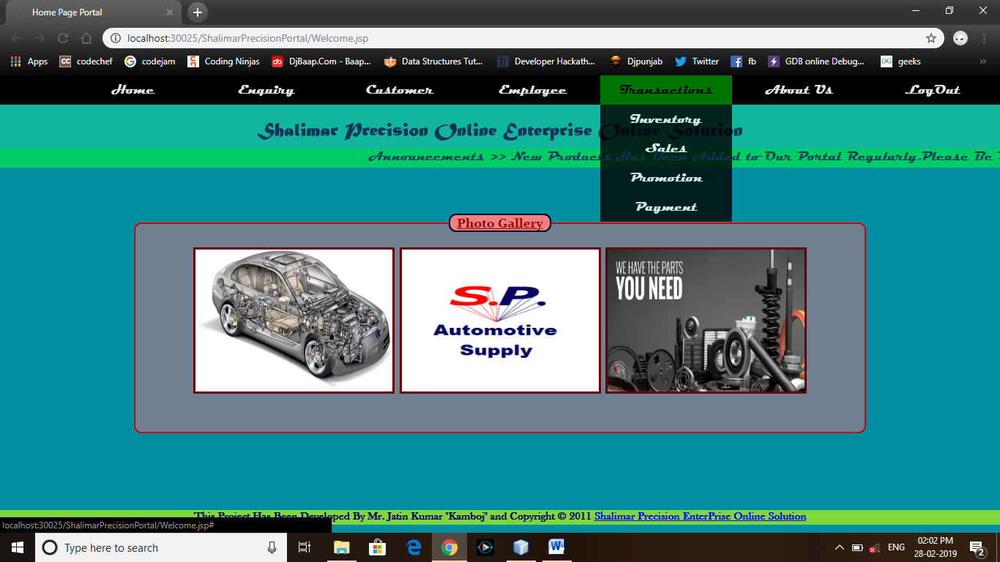 Home Page Portal
localhost:30025/ShalimarPrecisionPortal/Welcome.jsp
Apps codechef codejam Coding Ninjas DjBaap.Com - Baap... Data Structures Tut... Developer Hackath... Djpunjab Twitter fb GDB online Debug... geeks »
Home Enquiry Customer Employee Transactions About Us LogOut
Inventory
Shalimar Precision Online Enterprise Online Solution
Sales
Announcements >> New Products Has Been Added to Our Portal Regularly.Please Be
Promotion
Payment
Photo Gallery
S.P.
Automotive
Supply
WE HAVE THE PARTS
YOU NEED
This Project Has Been Developed By Mr. Jatin Kumar "Kamboj" and Copyright © 2011 Shalimar Precision EnterPrise Online Solution
localhost:30025/ShalimarPrecisionPortal/Welcome.jsp#
Type here to search
ENG
02:02 PM
28-02-2019
2